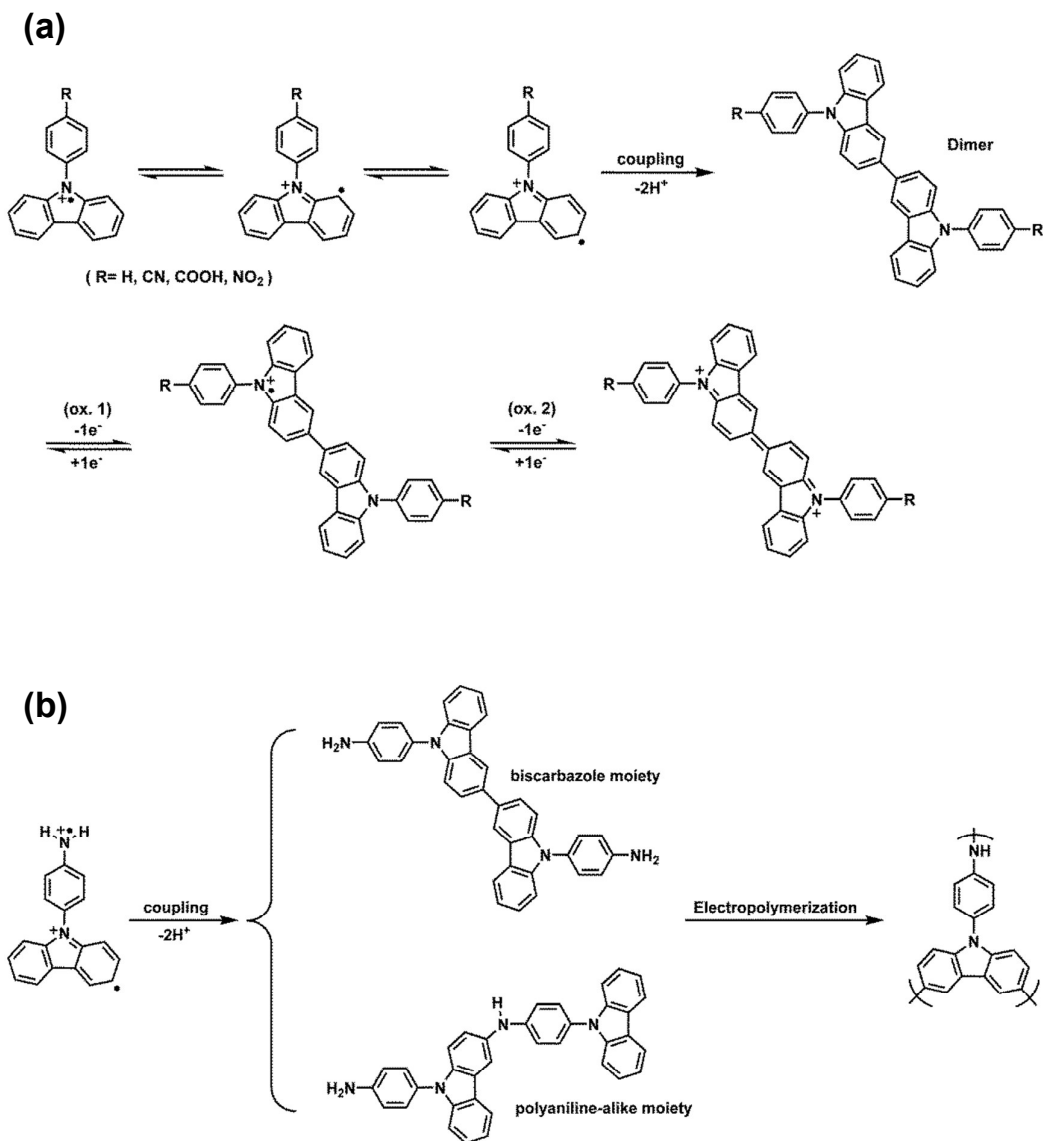 (a)
R
N
+•
R
+
N
•
R
+
N
•
coupling
-2H⁺
R
N
Dimer
N
R
( R= H, CN, COOH, NO₂ )
(ox. 1)
-1e⁻
+1e⁻
R
N
+
•
N
R
(ox. 2)
-1e⁻
+1e⁻
R
+
N
N
+
R
(b)
H₂N
N
biscarbazole moiety
N
NH₂
H N H
+•
+
N
•
coupling
-2H⁺
Electropolymerization
NH
N
H
N
N
H₂N
N
polyaniline-alike moiety